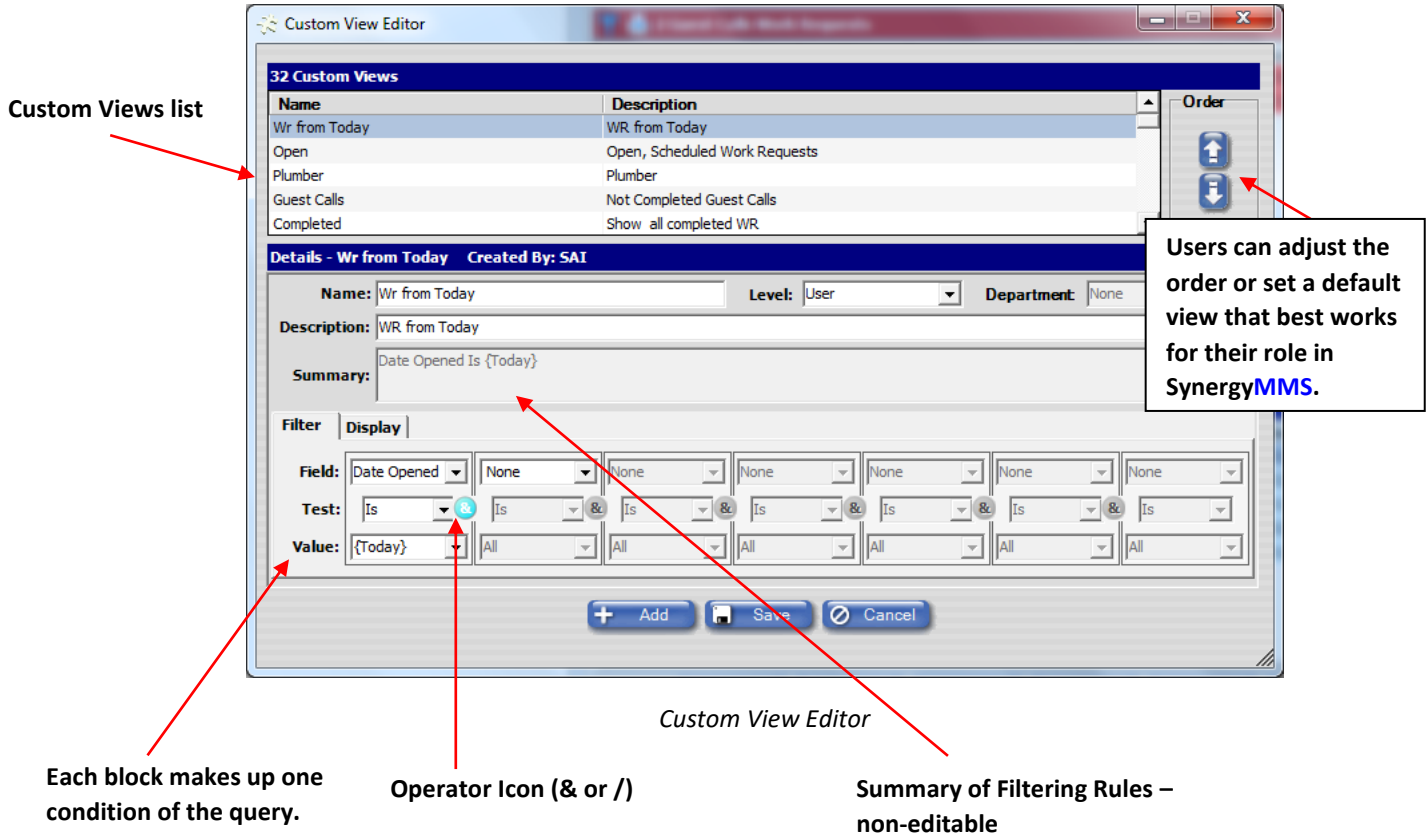 Custom View Editor
32 Custom Views
Name Description
Wr from Today WR from Today
Open Open, Scheduled Work Requests
Plumber Plumber
Guest Calls Not Completed Guest Calls
Completed Show all completed WR
Order
Custom Views list
Users can adjust the
order or set a default
view that best works
for their role in
SynergyMMS.
Details - Wr from Today Created By: SAI
Name: Wr from Today Level: User Department: None
Description: WR from Today
Summary: Date Opened Is {Today}
Filter Display
Field: Date Opened None None None None None None
Test: Is & Is & Is & Is & Is & Is & Is
Value: {Today} All All All All All All
Add Save Cancel
Custom View Editor
Each block makes up one
condition of the query.
Operator Icon (& or /)
Summary of Filtering Rules –
non-editable